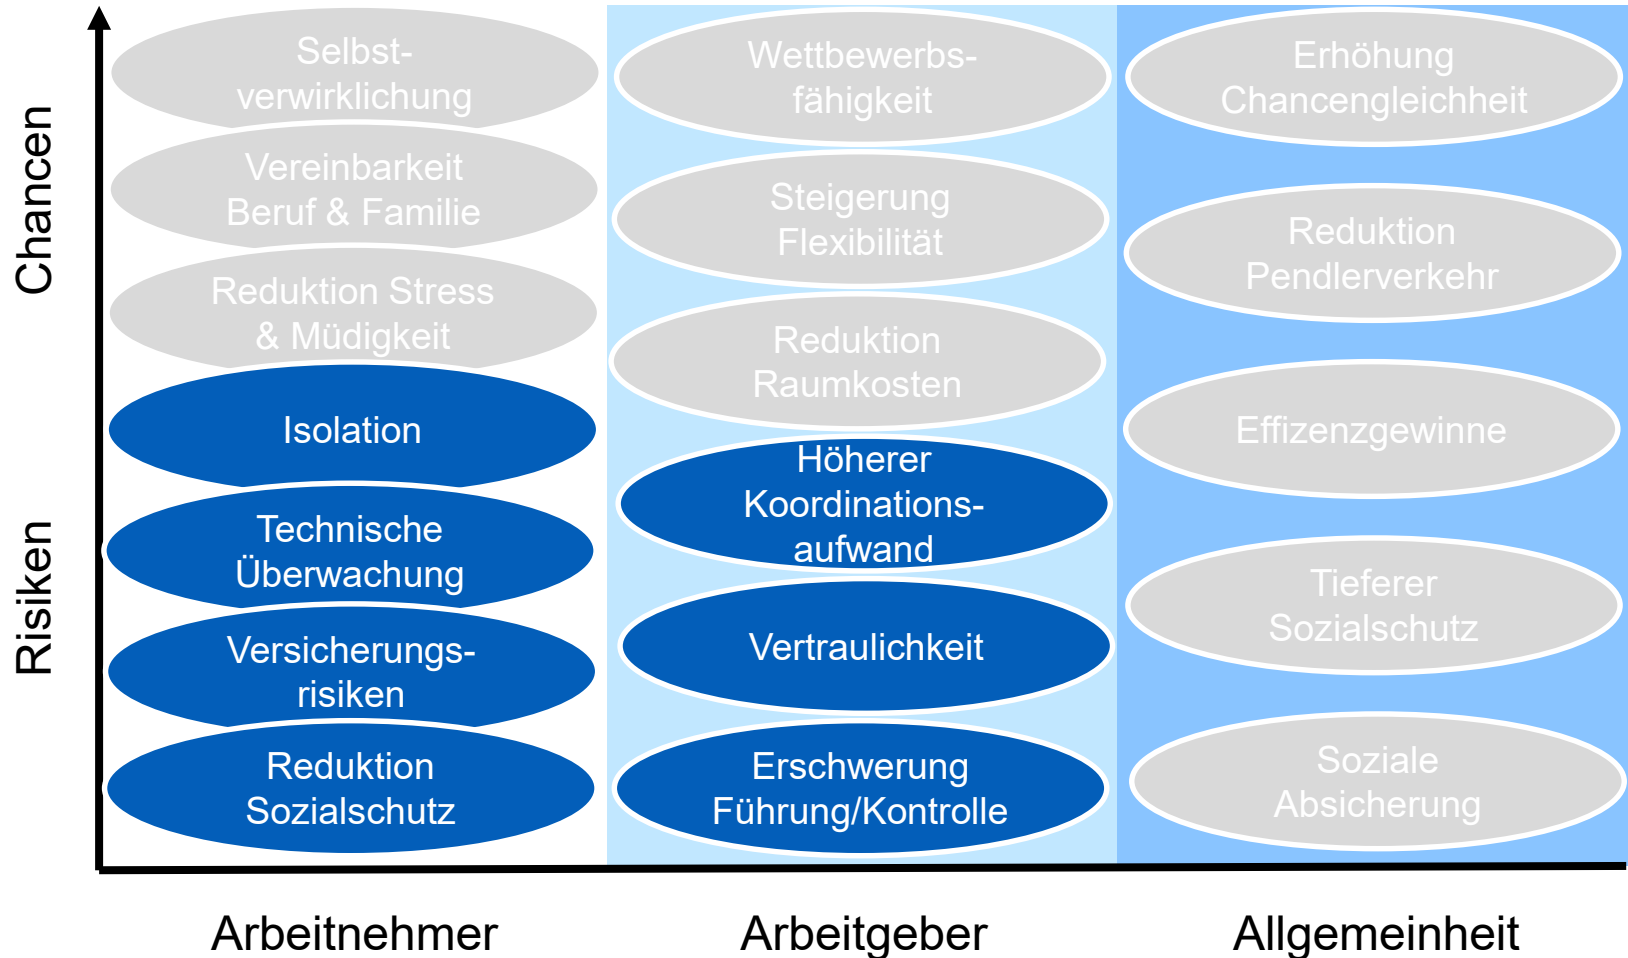 Chancen
Risiken
Selbst-
verwirklichung
Vereinbarkeit
Beruf & Familie
Reduktion Stress
& Müdigkeit
Isolation
Technische
Überwachung
Versicherungs-
risiken
Reduktion
Sozialschutz
Wettbewerbs-
fähigkeit
Steigerung
Flexibilität
Reduktion
Raumkosten
Höherer
Koordinations-
aufwand
Vertraulichkeit
Erschwerung
Führung/Kontrolle
Erhöhung
Chancengleichheit
Reduktion
Pendlerverkehr
Effizenzgewinne
Tieferer
Sozialschutz
Soziale
Absicherung
Arbeitnehmer
Arbeitgeber
Allgemeinheit